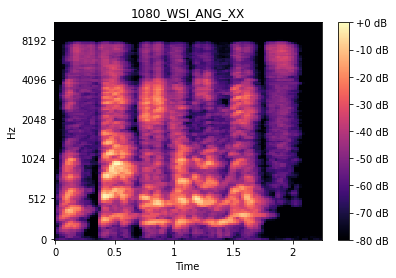 1080_WSI_ANG_XX
Hz
8192
4096
2048
1024
512
0
0
0.5
1
1.5
2
Time
+0 dB
-10 dB
-20 dB
-30 dB
-40 dB
-50 dB
-60 dB
-70 dB
-80 dB